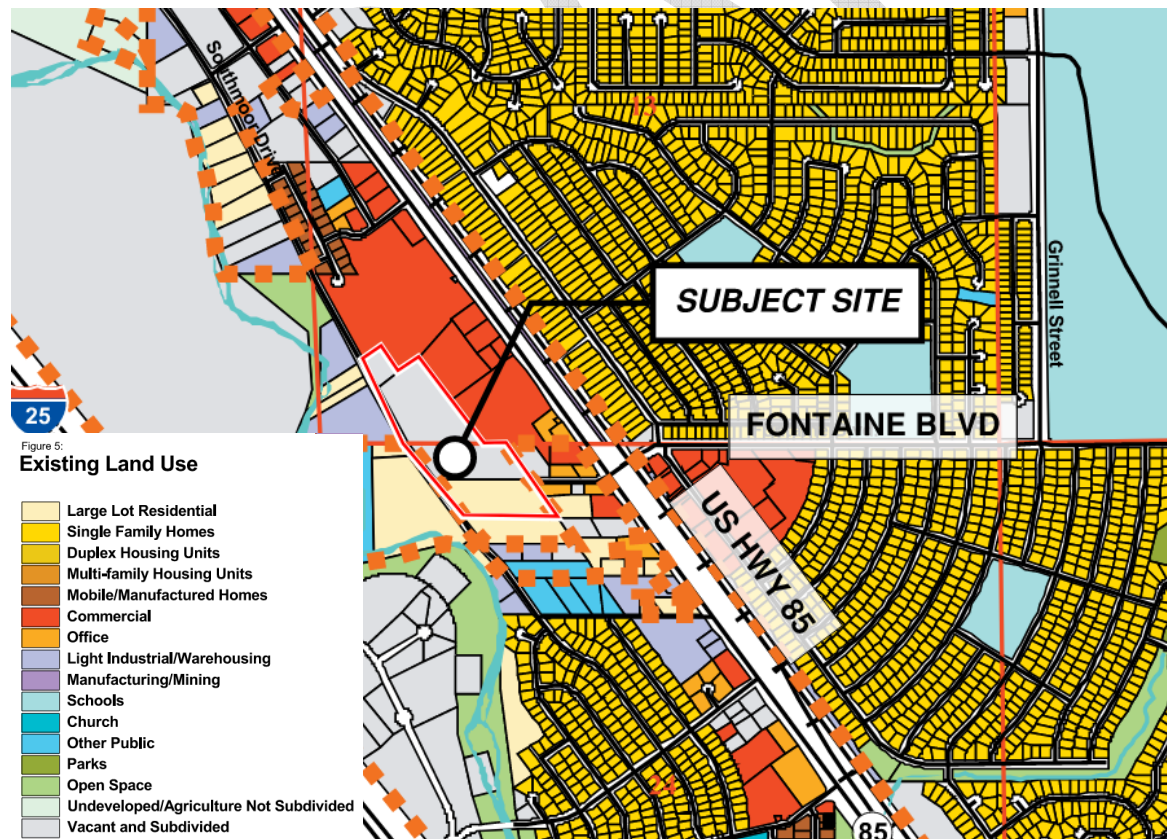 Southmoor Drive
13
SUBJECT SITE
Grinnell Street
25
FONTAINE BLVD
US HWY 85
Figure 5:
Existing Land Use
Large Lot Residential
Single Family Homes
Duplex Housing Units
Multi-family Housing Units
Mobile/Manufactured Homes
Commercial
Office
Light Industrial/Warehousing
Manufacturing/Mining
Schools
Church
Other Public
Parks
Open Space
Undeveloped/Agriculture Not Subdivided
Vacant and Subdivided
24
85